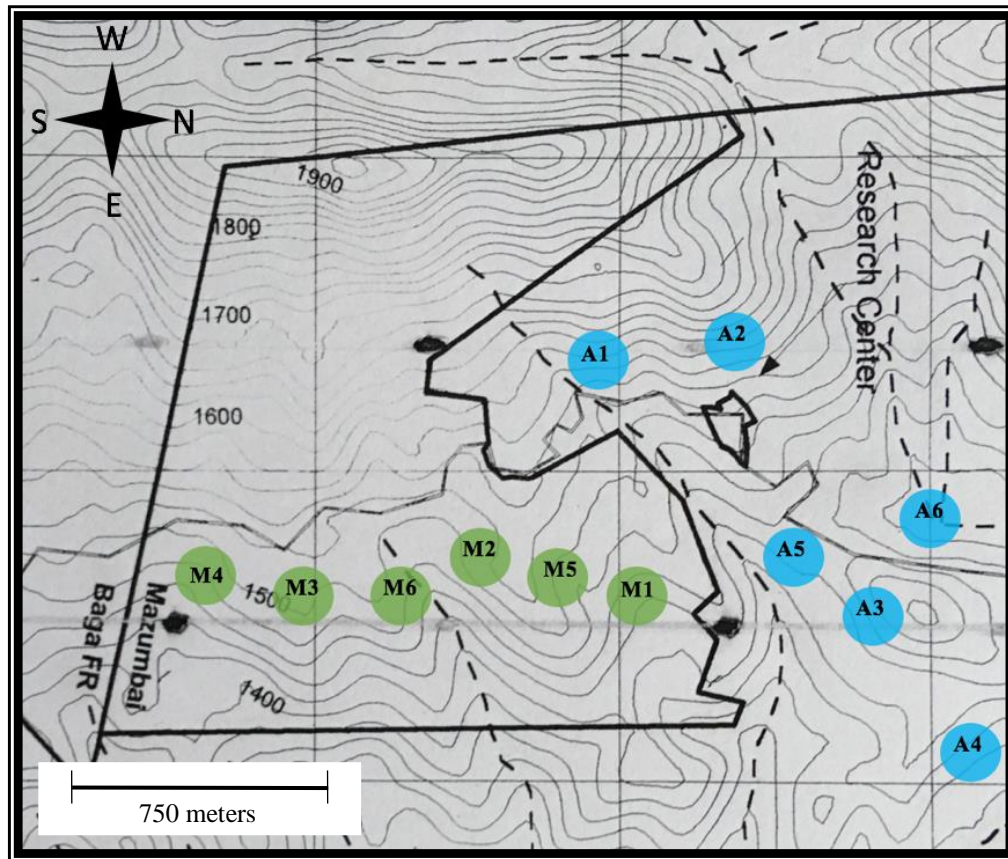 W
S N
E
1900
1800
1700
1600
1500
1400
Research Center
A1
A2
A6
A5
A3
A4
M2
M5
M4
M3
M6
M1
Mazumbai
Baga FR
750 meters